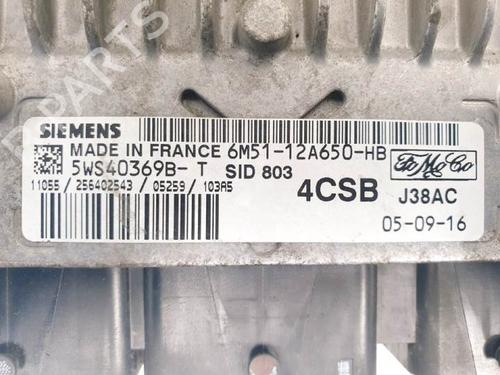 SIEMENS
MADE IN FRANCE 6M51-12A650-HB
5WS40369B- T SID 803
FoMoCo
11055 / 256402543 / 05259 / 103A5
4CSB J38AC
05-09-16
B-PARTS